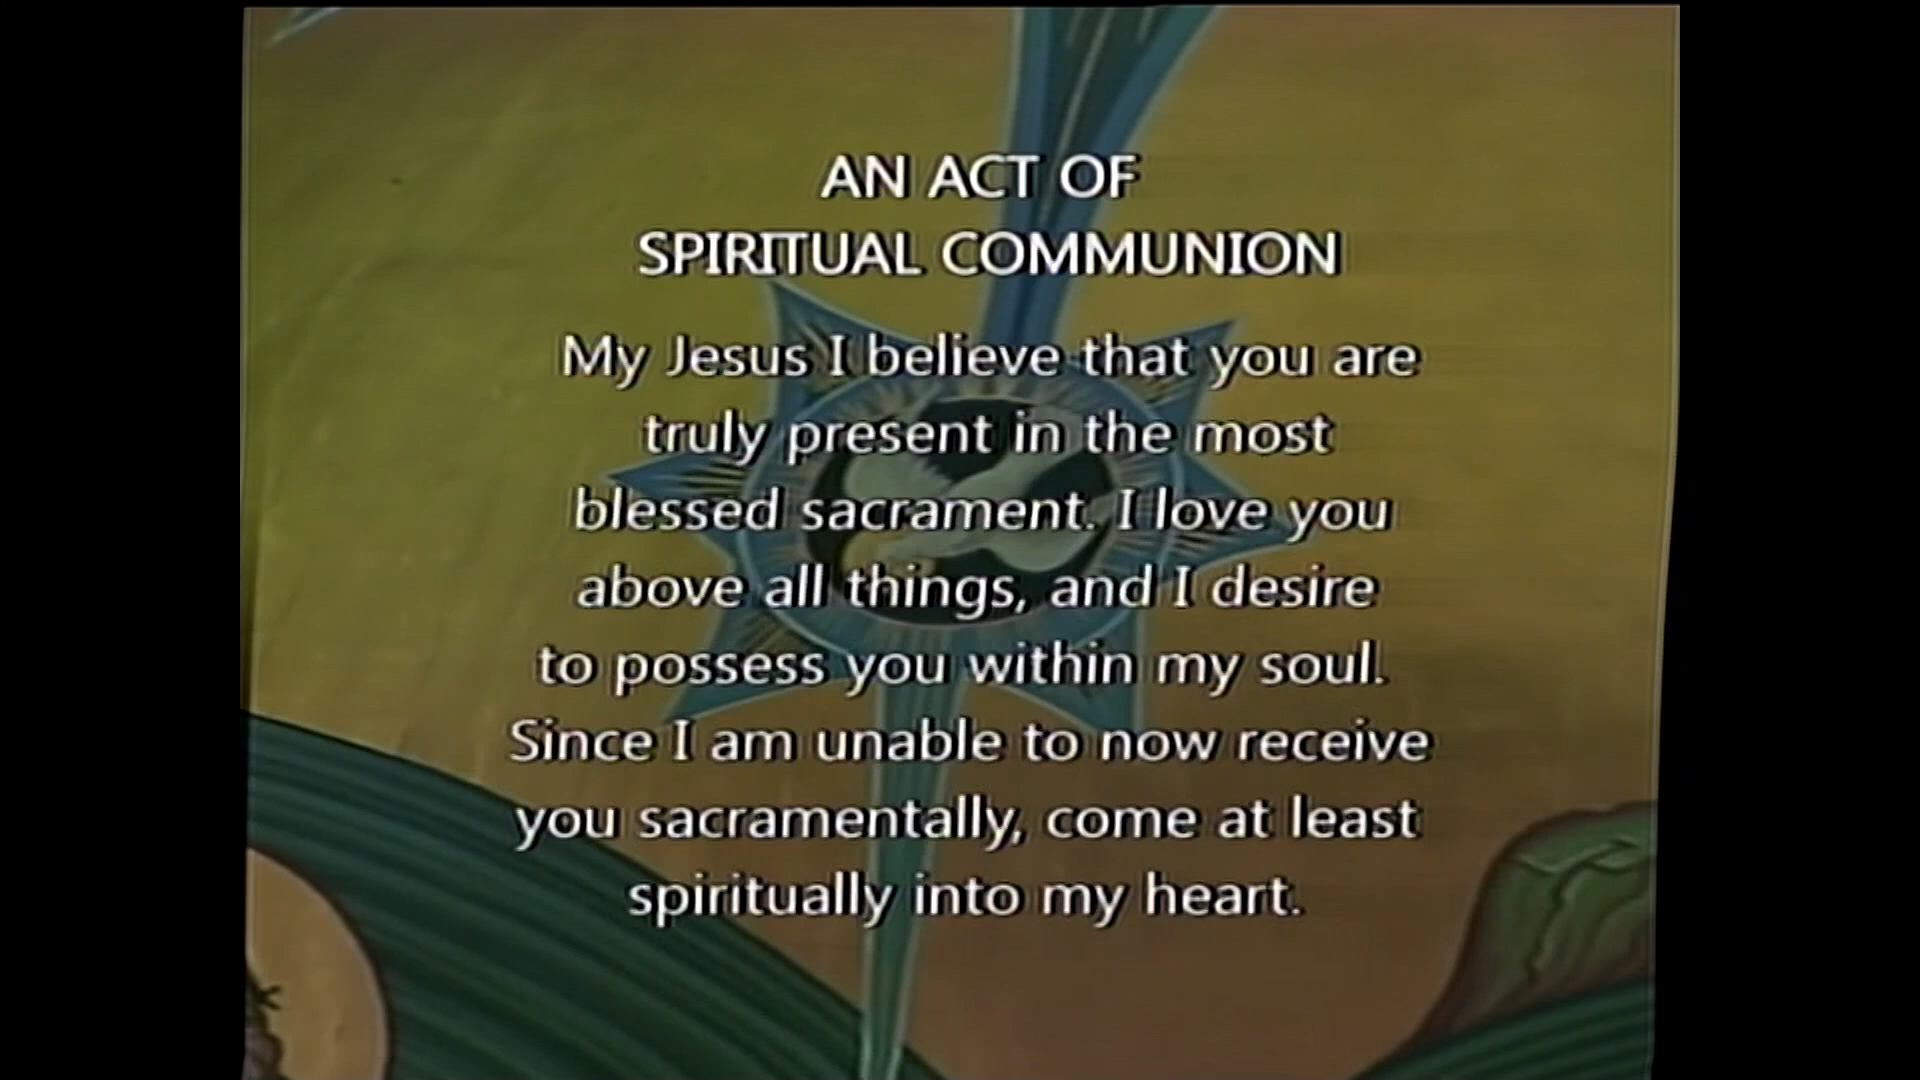 AN ACT OF
SPIRITUAL COMMUNION
My Jesus I believe that you are
truly present in the most
blessed sacrament. I love you
above all things, and I desire
to possess you within my soul.
Since I am unable to now receive
you sacramentally, come at least
spiritually into my heart.